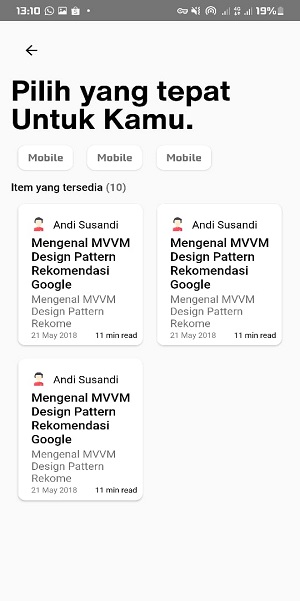 13:10
19%
Pilih yang tepat
Untuk Kamu.
Mobile Mobile Mobile
Item yang tersedia (10)
Andi Susandi
Mengenal MVVM
Design Pattern
Rekomendasi
Google
Mengenal MVVM
Design Pattern
Rekome
21 May 2018 11 min read
Andi Susandi
Mengenal MVVM
Design Pattern
Rekomendasi
Google
Mengenal MVVM
Design Pattern
Rekome
21 May 2018 11 min read
Andi Susandi
Mengenal MVVM
Design Pattern
Rekomendasi
Google
Mengenal MVVM
Design Pattern
Rekome
21 May 2018 11 min read